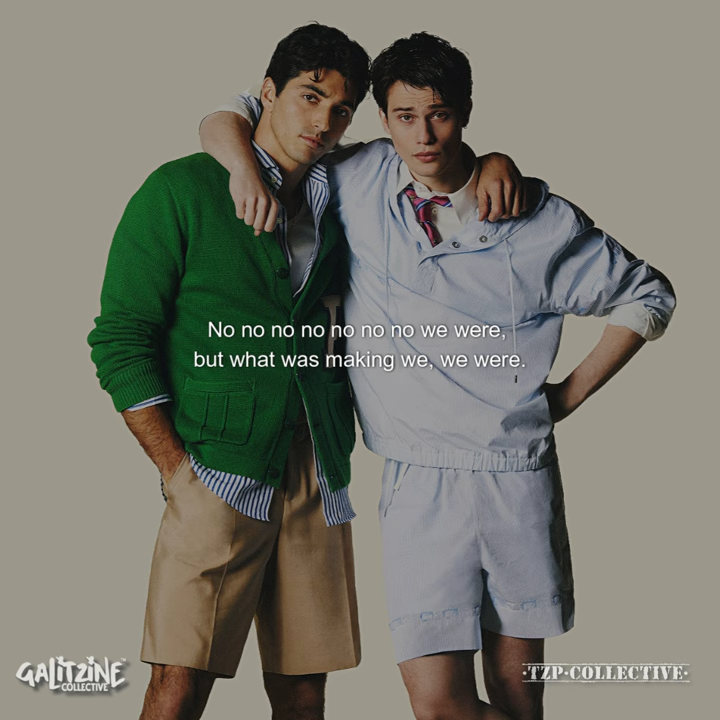 No no no no no no no we were,
but what was making we, we were.
GALITZINE
COLLECTIVE
·TZP·COLLECTIVE·